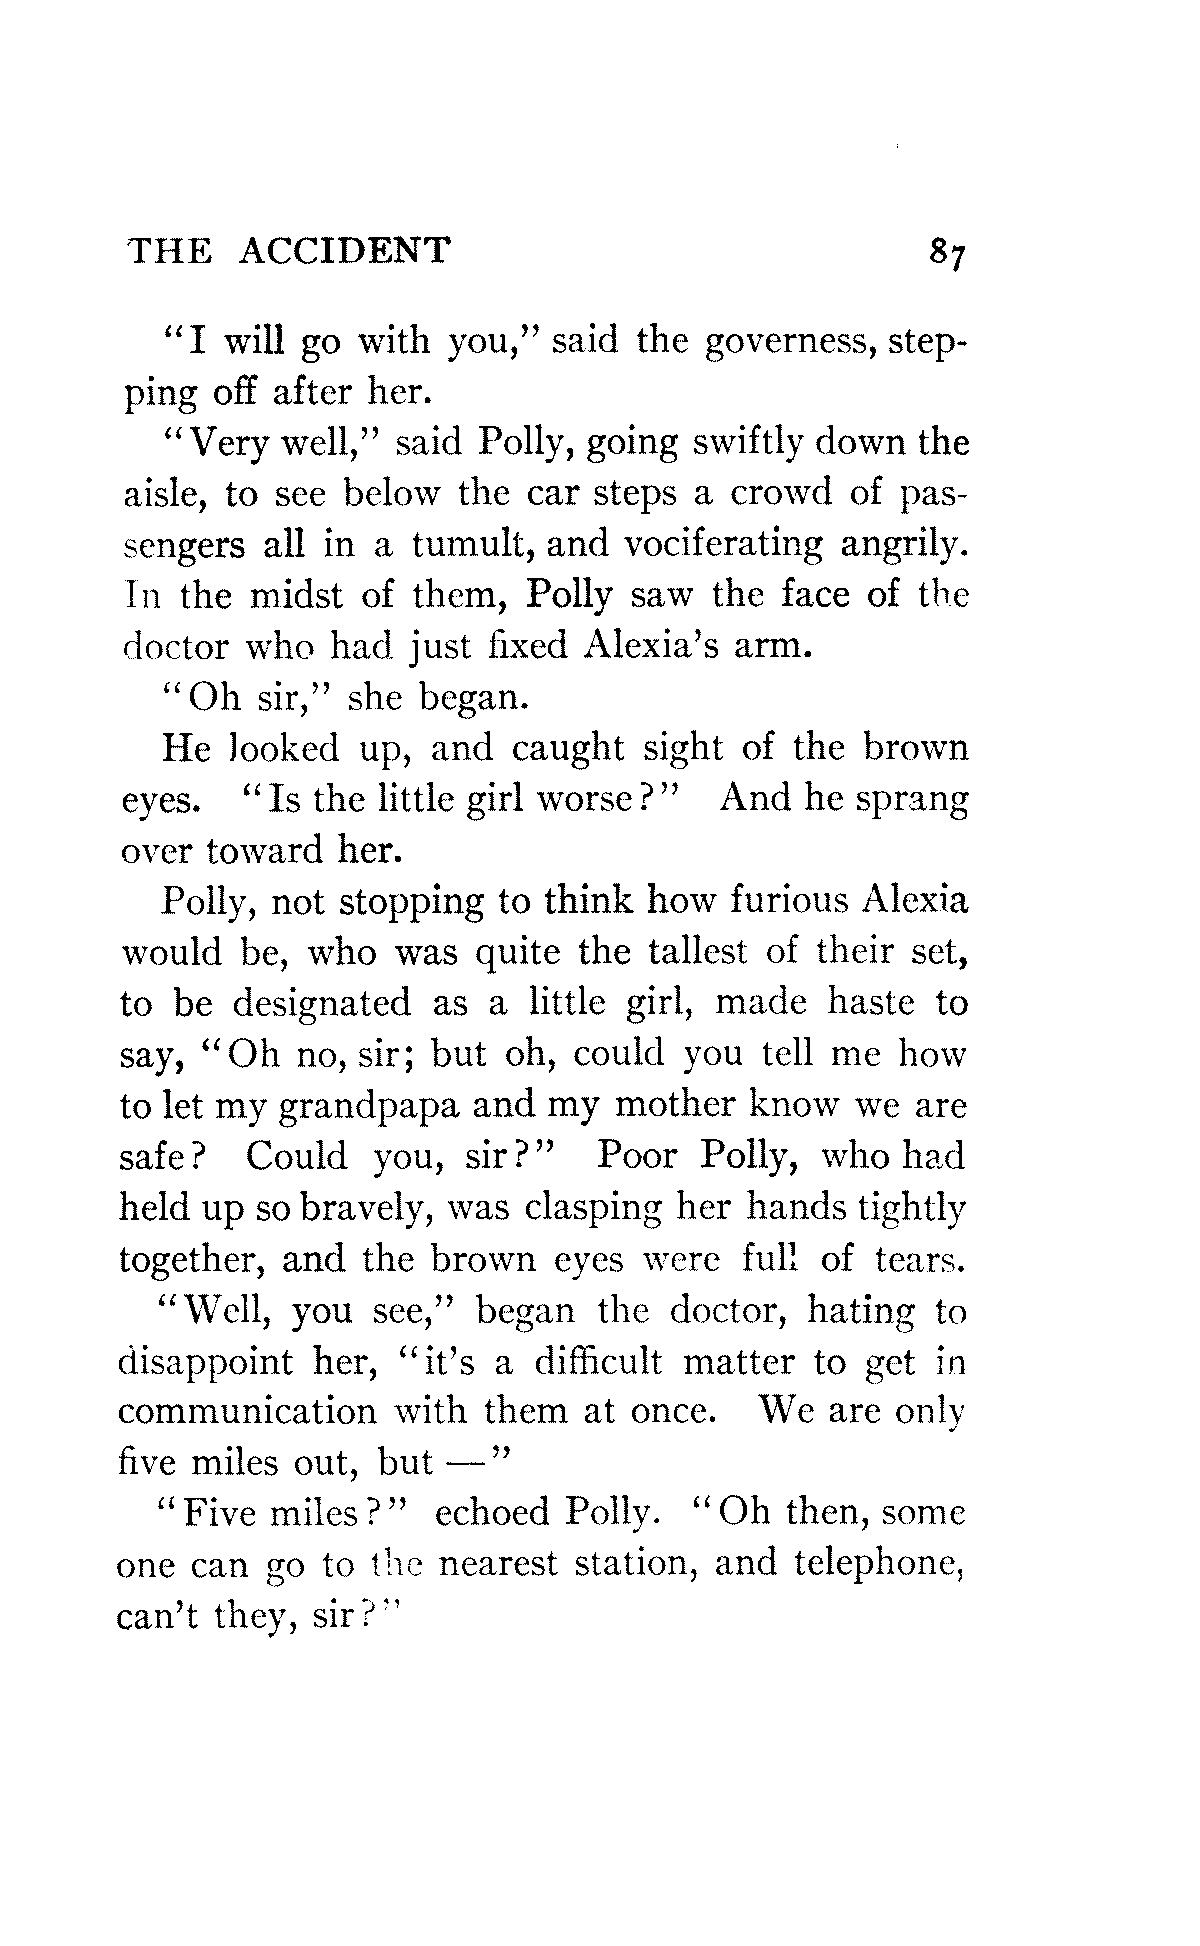 THE ACCIDENT 87
"I will go with you," said the governess, step-
ping off after her.
"Very well," said Polly, going swiftly down the
aisle, to see below the car steps a crowd of pas-
sengers all in a tumult, and vociferating angrily.
In the midst of them, Polly saw the face of the
doctor who had just fixed Alexia's arm.
"Oh sir," she began.
He looked up, and caught sight of the brown
eyes. "Is the little girl worse?" And he sprang
over toward her.
Polly, not stopping to think how furious Alexia
would be, who was quite the tallest of their set,
to be designated as a little girl, made haste to
say, "Oh no, sir; but oh, could you tell me how
to let my grandpapa and my mother know we are
safe? Could you, sir?" Poor Polly, who had
held up so bravely, was clasping her hands tightly
together, and the brown eyes were full of tears.
"Well, you see," began the doctor, hating to
disappoint her, "it's a difficult matter to get in
communication with them at once. We are only
five miles out, but —"
"Five miles?" echoed Polly. "Oh then, some
one can go to the nearest station, and telephone,
can't they, sir?"